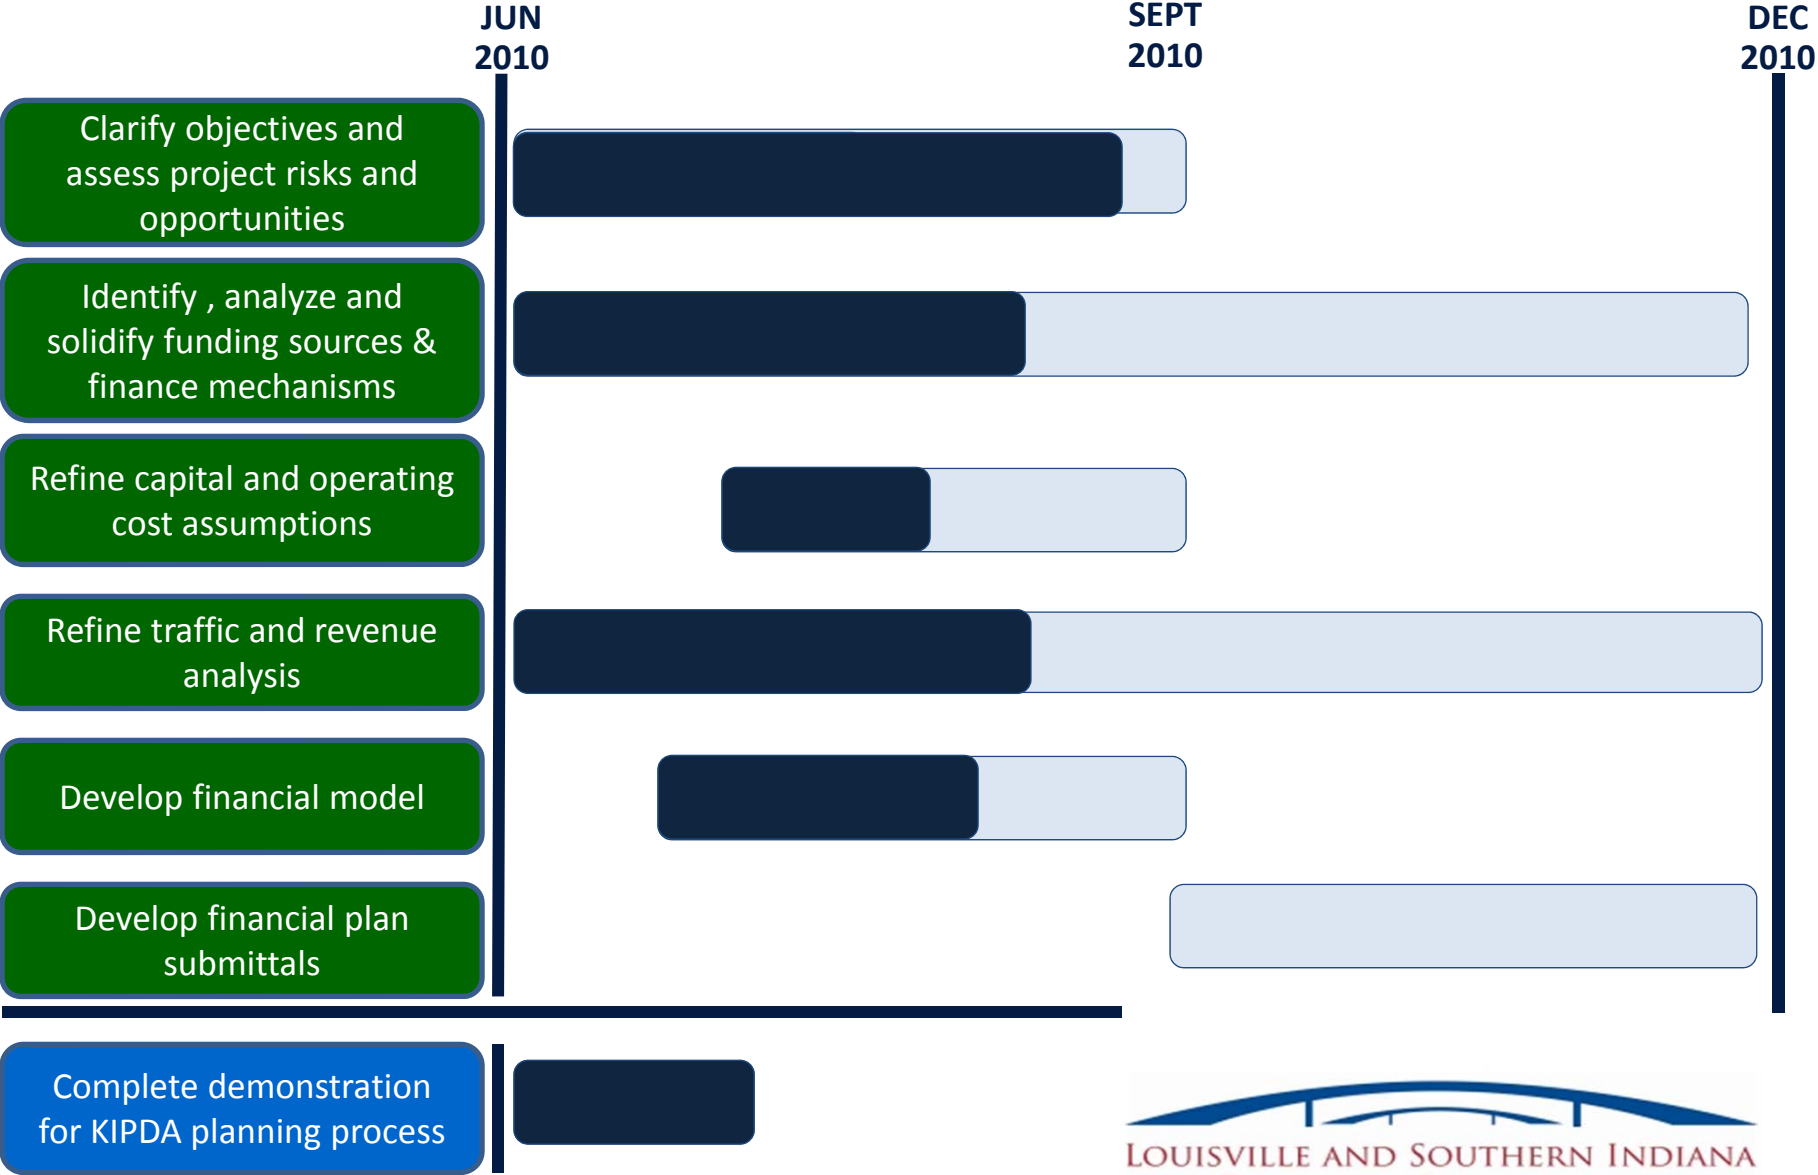 JUN
2010
SEPT
2010
DEC
2010
Clarify objectives and
assess project risks and
opportunities
Identify , analyze and
solidify funding sources &
finance mechanisms
Refine capital and operating
cost assumptions
Refine traffic and revenue
analysis
Develop financial model
Develop financial plan
submittals
Complete demonstration
for KIPDA planning process
LOUISVILLE AND SOUTHERN INDIANA